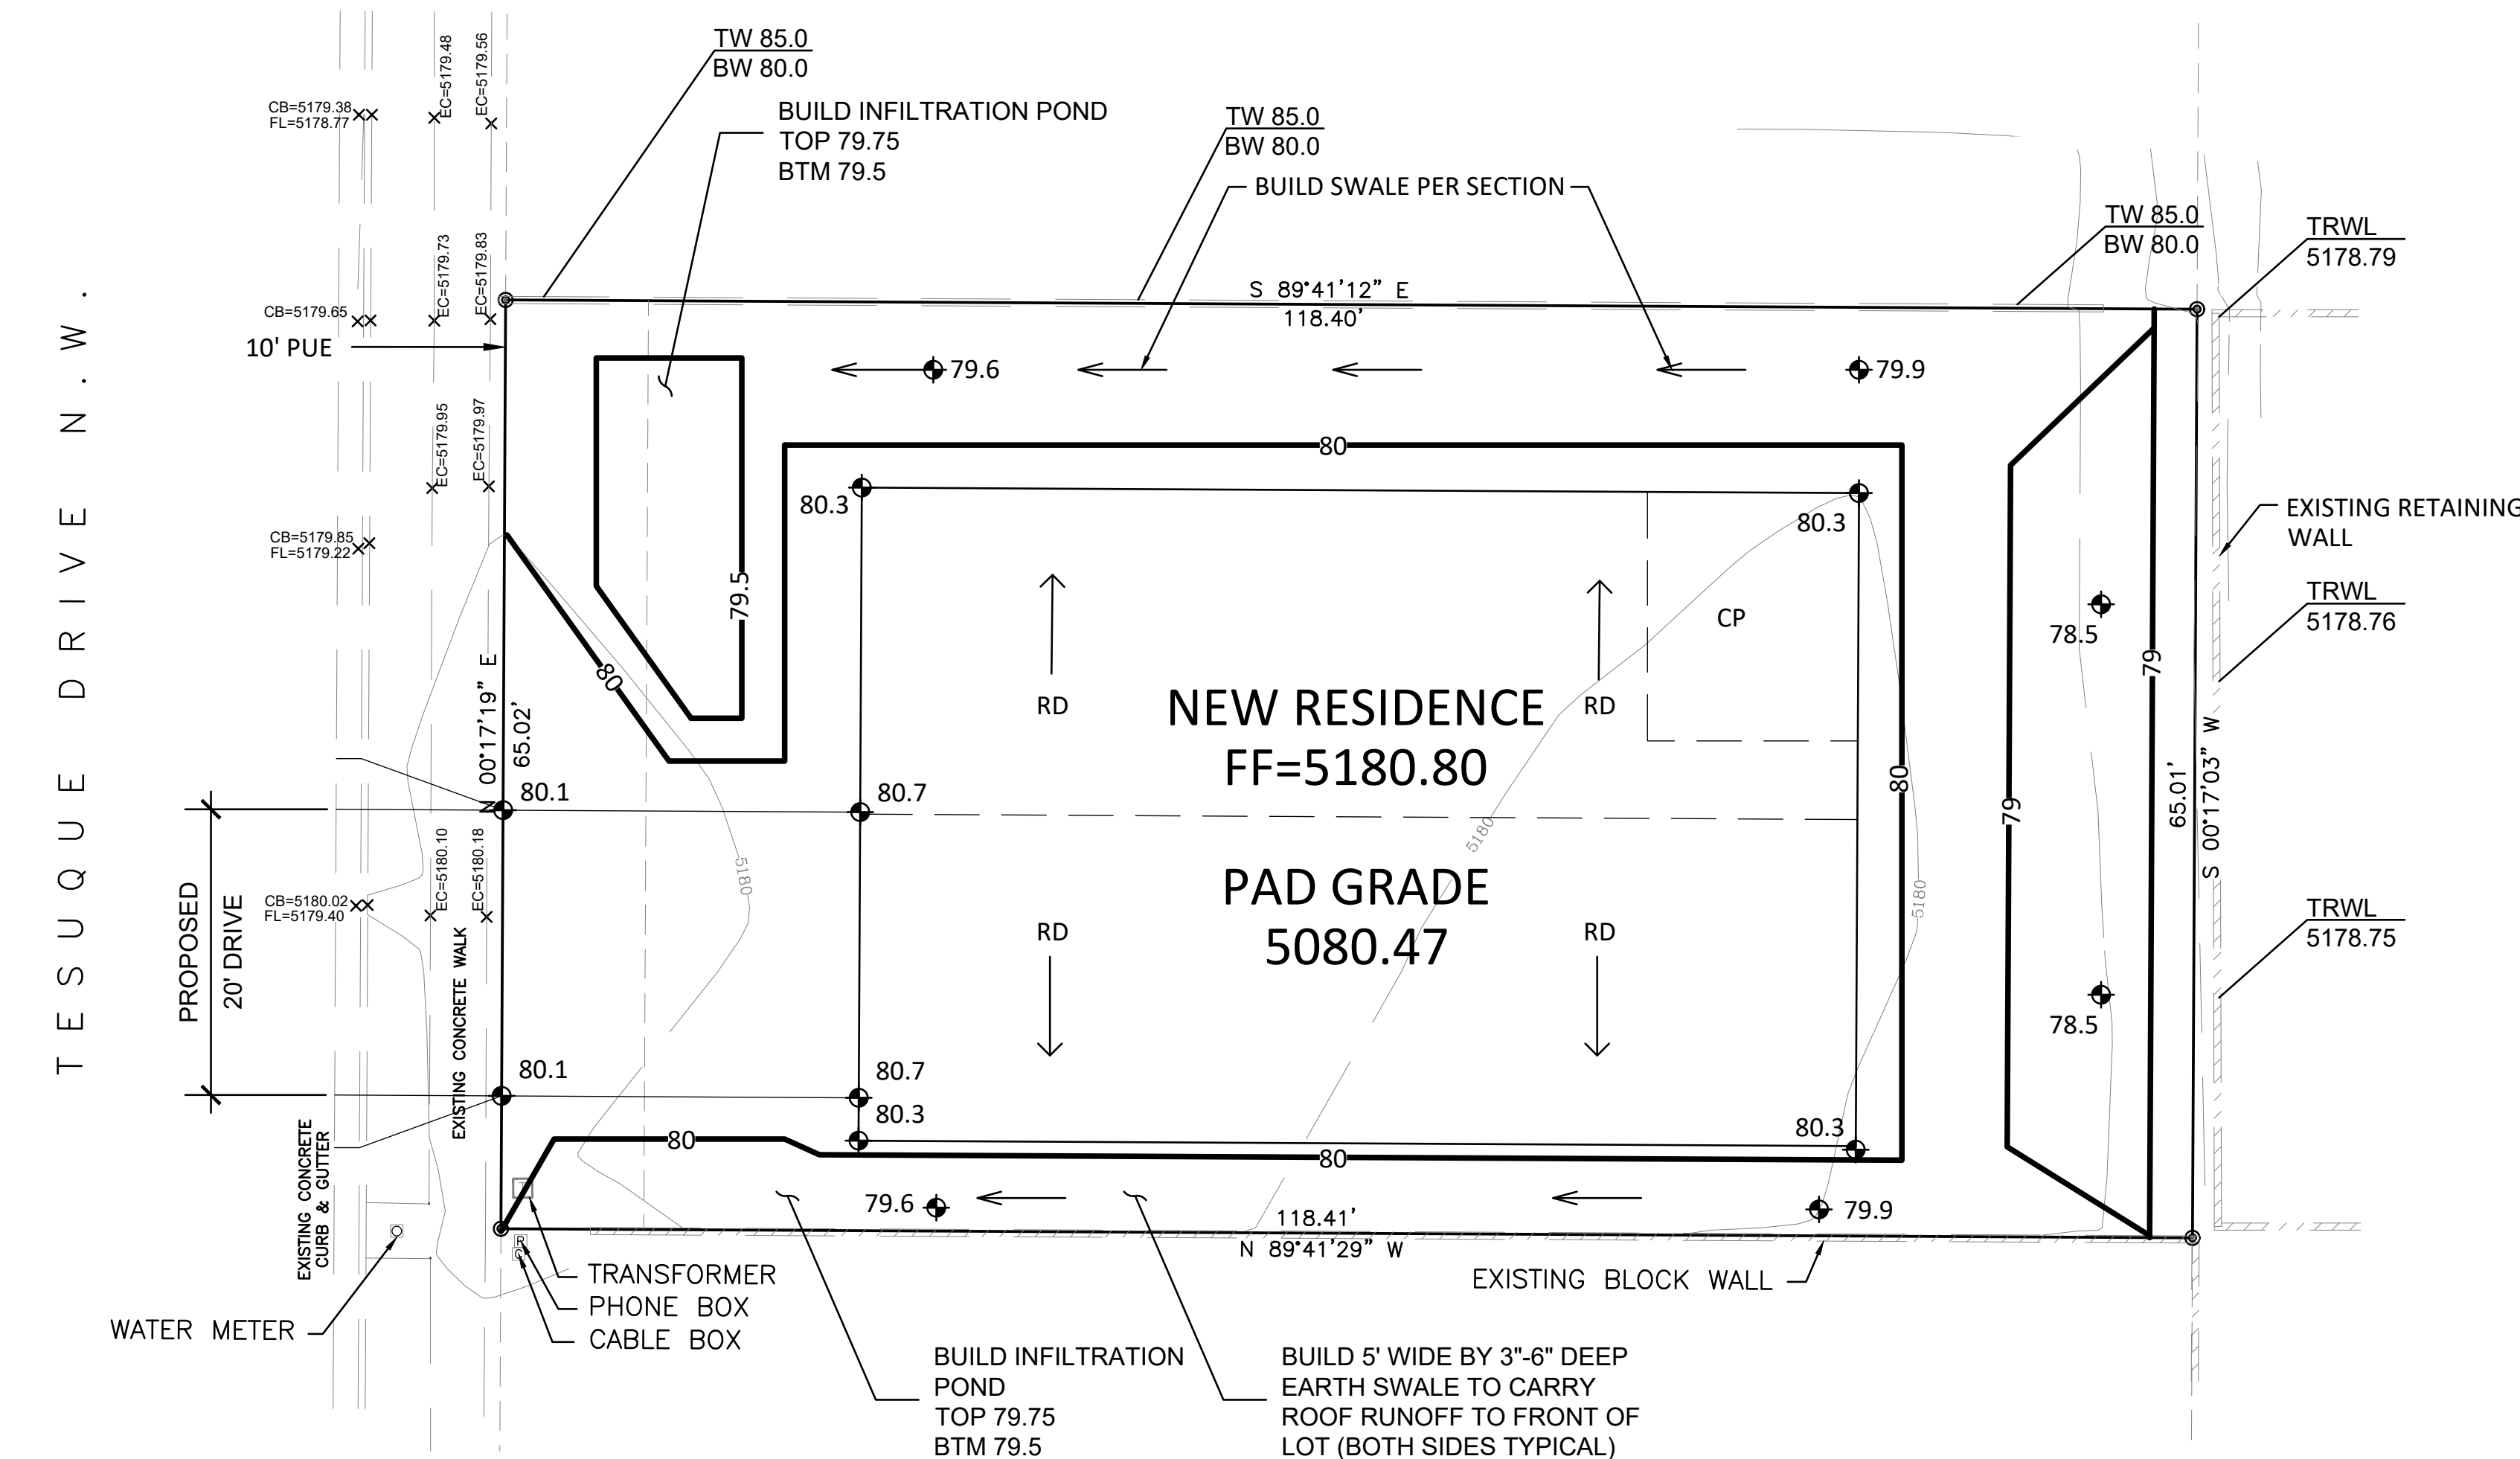 TW 85.0
BW 80.0
BUILD INFILTRATION POND
TOP 79.75
BTM 79.5
TW 85.0
BW 80.0
BUILD SWALE PER SECTION
TW 85.0
BW 80.0
TRWL
5178.79
EC=5179.48
EC=5179.56
CB=5179.38
FL=5178.77
EC=5179.73
EC=5179.83
CB=5179.65
10' PUE
S 89°41'12" E
118.40'
79.6
79.9
EC=5179.95
EC=5179.97
CB=5179.85
FL=5179.22
80
80.3
80.3
EXISTING RETAINING
WALL
TRWL
5178.76
79.5
CP
78.5
79
80
RD
RD
NEW RESIDENCE
FF=5180.80
N 00°17'19" E
65.02'
80.1
80.7
80
79
65.01'
S 00°17'03" W
TESUQUE DRIVE N.W.
PROPOSED
20' DRIVE
EC=5180.10
EC=5180.18
CB=5180.02
FL=5179.40
5180
5180
5180
PAD GRADE
5080.47
RD
RD
TRWL
5178.75
78.5
EXISTING CONCRETE WALK
80.1
80.7
80.3
80.3
80
80
EXISTING CONCRETE
CURB & GUTTER
T
79.6
79.9
118.41'
N 89°41'29" W
R
C
TRANSFORMER
PHONE BOX
CABLE BOX
WATER METER
EXISTING BLOCK WALL
BUILD INFILTRATION
POND
TOP 79.75
BTM 79.5
BUILD 5' WIDE BY 3"-6" DEEP
EARTH SWALE TO CARRY
ROOF RUNOFF TO FRONT OF
LOT (BOTH SIDES TYPICAL)